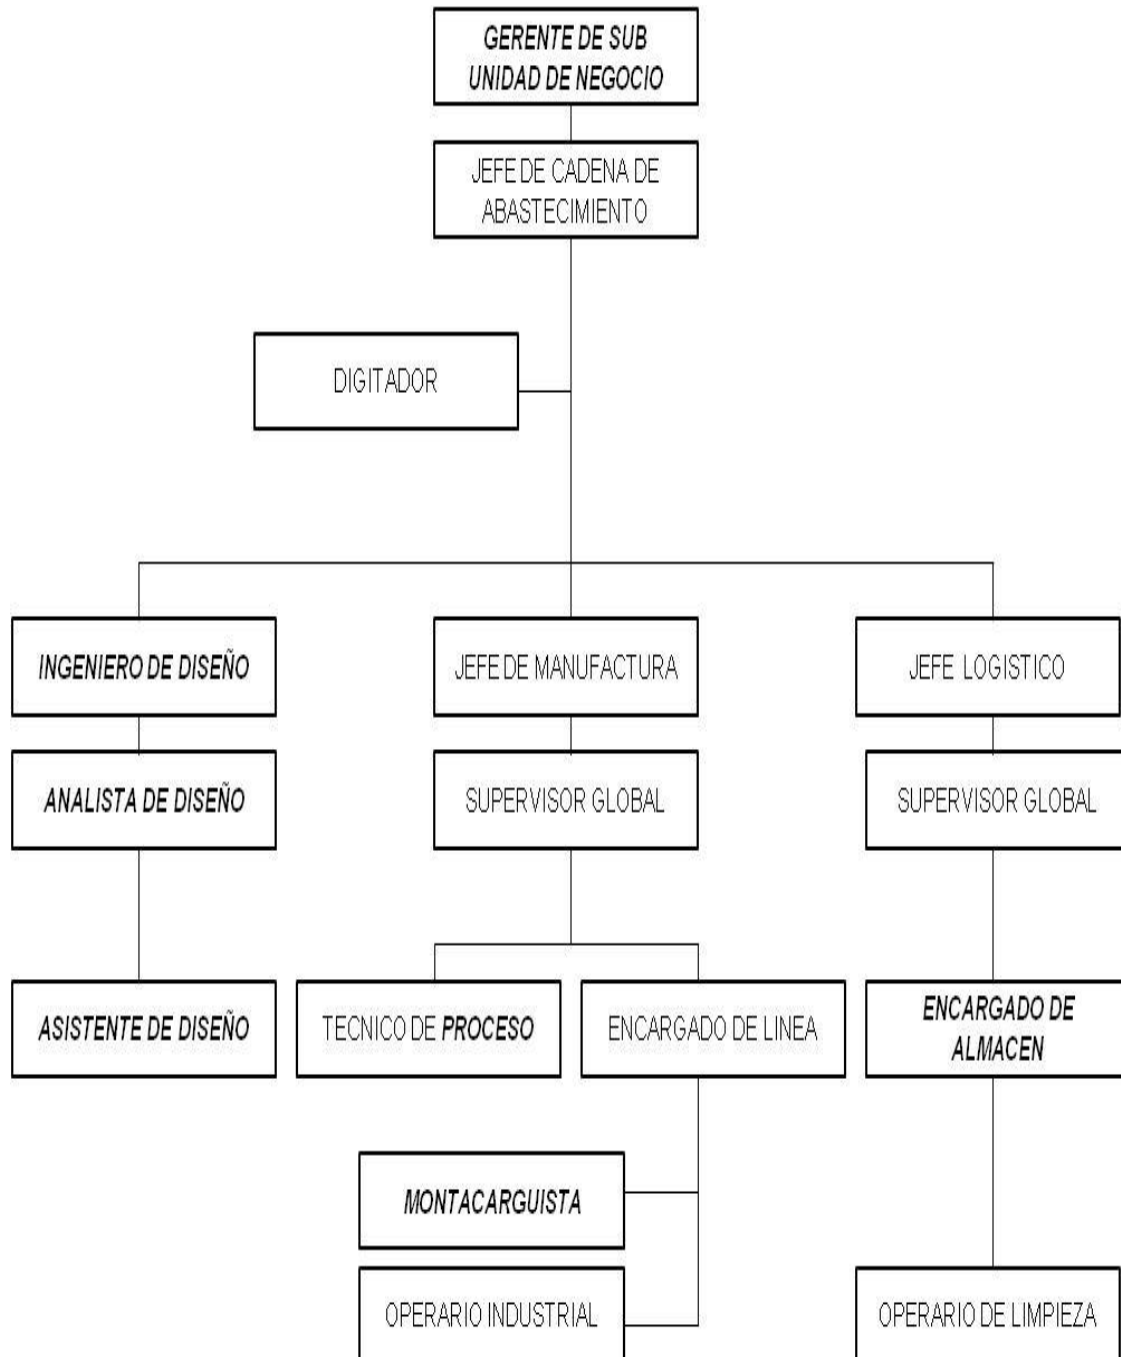 GERENTE DE SUB
UNIDAD DE NEGOCIO
JEFE DE CADENA DE
ABASTECIMIENTO
DIGITADOR
INGENIERO DE DISEÑO
JEFE DE MANUFACTURA
JEFE LOGISTICO
ANALISTA DE DISEÑO
SUPERVISOR GLOBAL
SUPERVISOR GLOBAL
ASISTENTE DE DISEÑO
TECNICO DE PROCESO
ENCARGADO DE LINEA
ENCARGADO DE
ALMACEN
MONTACARGUISTA
OPERARIO INDUSTRIAL
OPERARIO DE LIMPIEZA